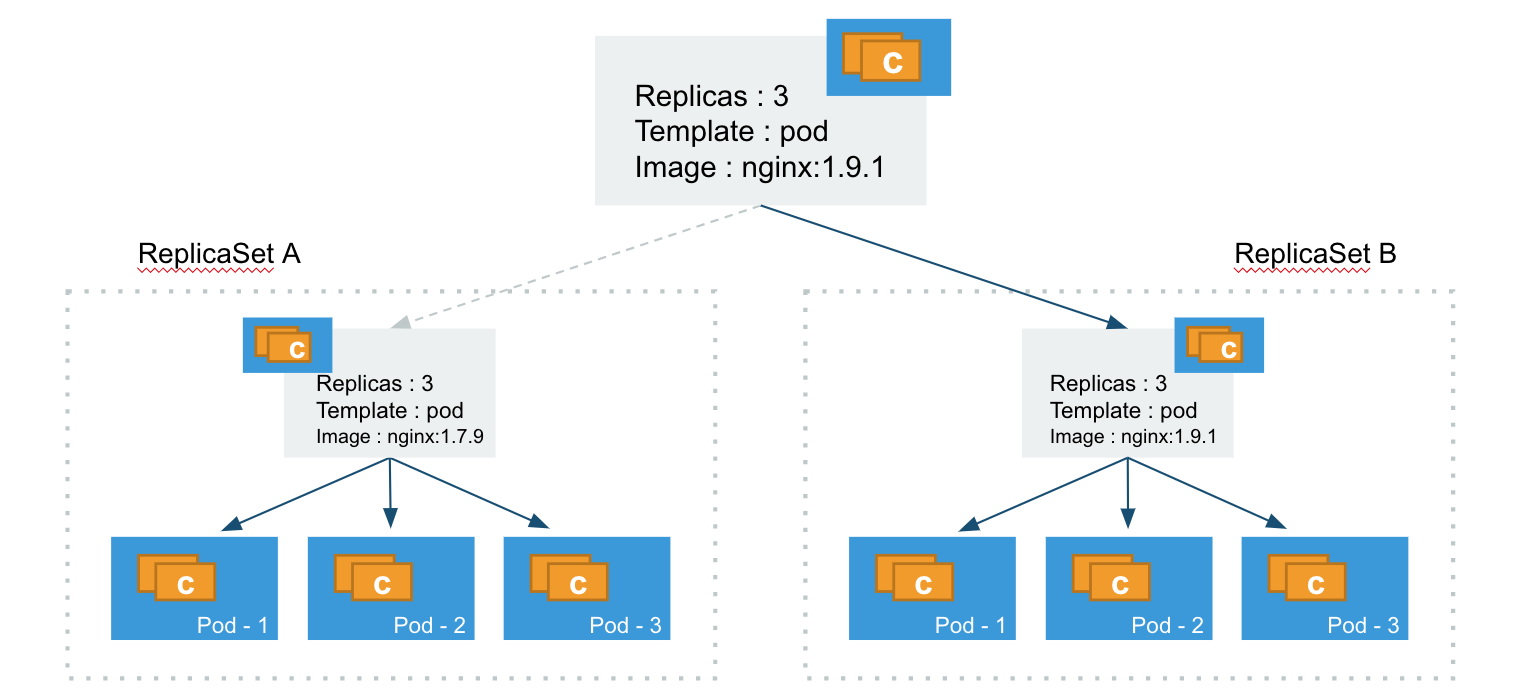 C
Replicas : 3
Template : pod
Image : nginx:1.9.1
ReplicaSet A
ReplicaSet B
C
Replicas : 3
Template : pod
Image : nginx:1.7.9
C
Replicas : 3
Template : pod
Image : nginx:1.9.1
C
Pod - 1
C
Pod - 2
C
Pod - 3
C
Pod - 1
C
Pod - 2
C
Pod - 3